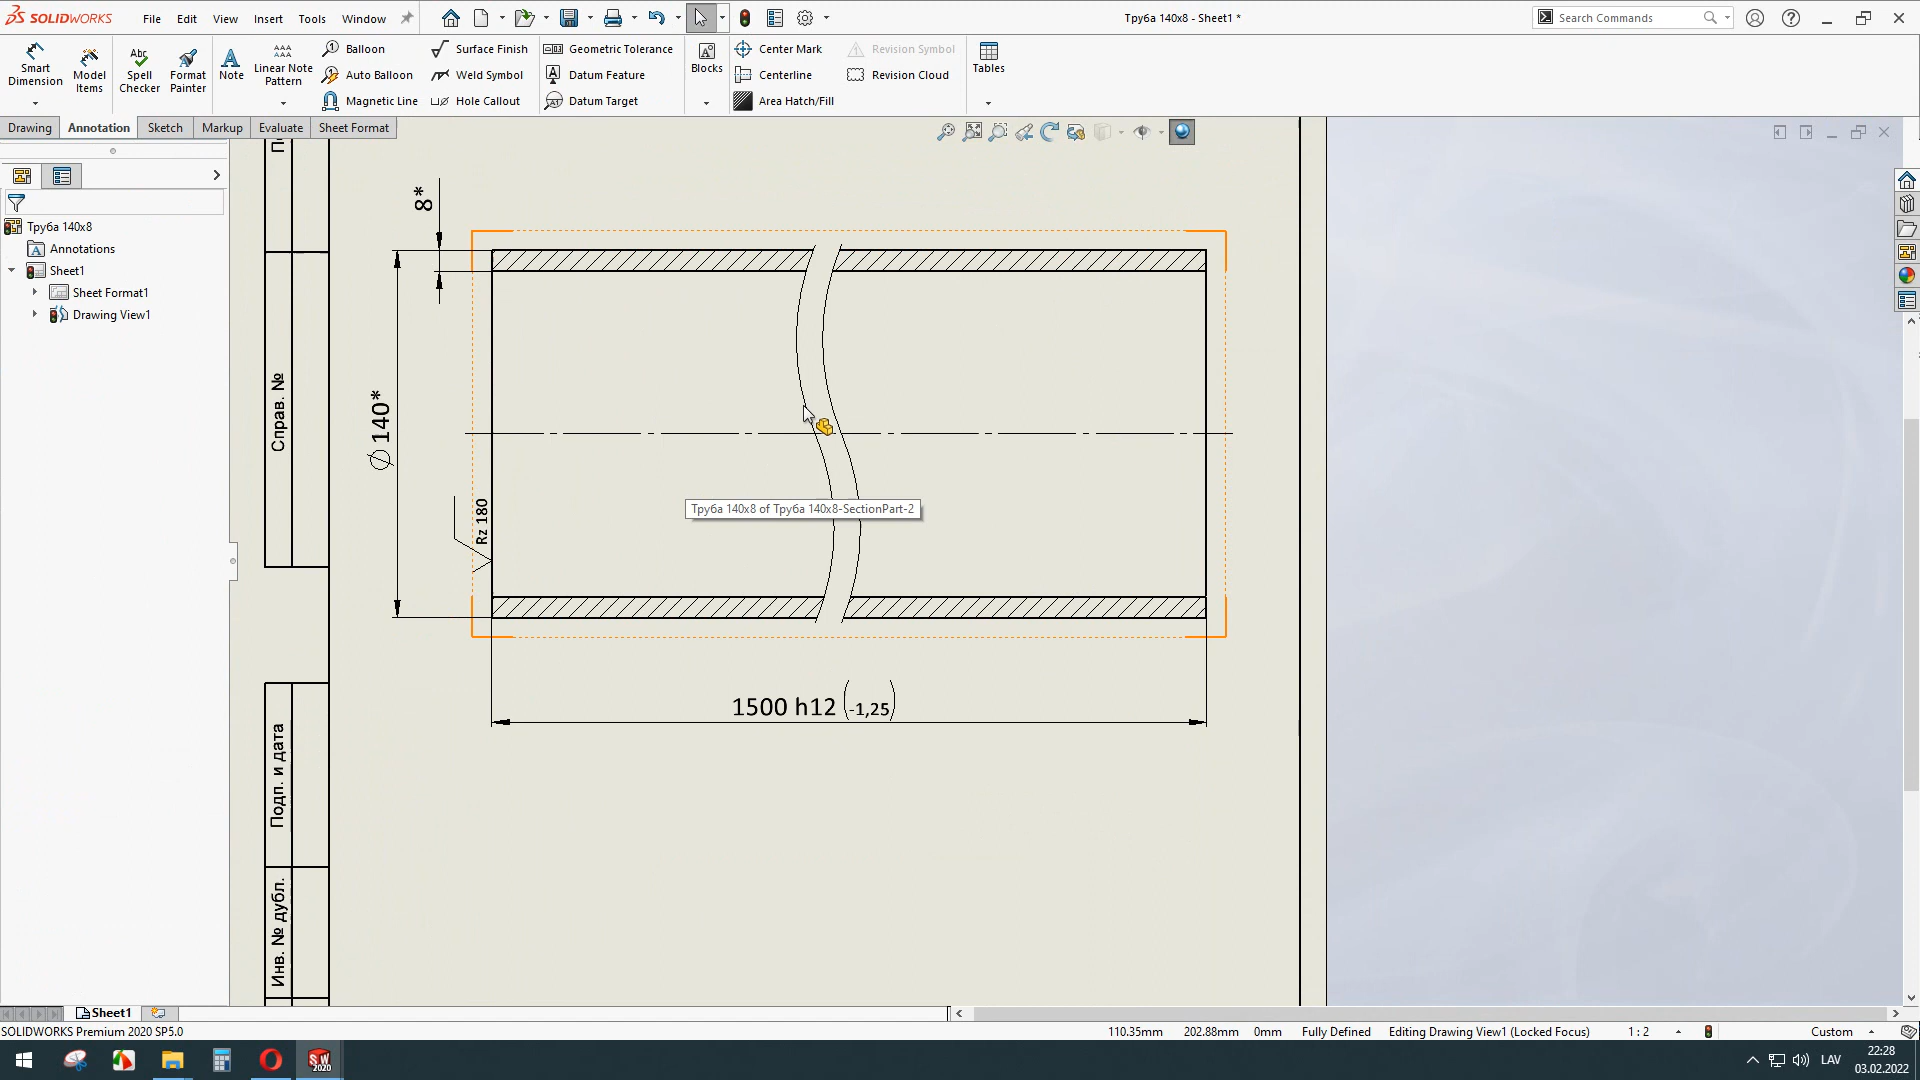 SOLIDWORKS
File
Edit
View
Insert
Tools
Window
Труба 140x8 - Sheet1 *
Search Commands
Smart
Dimension
Model
Items
Spell
Checker
Format
Painter
Note
Linear Note
Pattern
Balloon
Auto Balloon
Magnetic Line
Surface Finish
Weld Symbol
Hole Callout
Geometric Tolerance
Datum Feature
Datum Target
Blocks
Center Mark
Centerline
Area Hatch/Fill
Revision Symbol
Revision Cloud
Tables
Drawing
Annotation
Sketch
Markup
Evaluate
Sheet Format
Труба 140x8
Annotations
Sheet1
Sheet Format1
Drawing View1
Справ. №
Подп. и дата
Инв. № дубл.
8*
⌀ 140*
Rz 180
Труба 140x8 of Труба 140x8-SectionPart-2
1500 h12 (-1,25)
Sheet1
SOLIDWORKS Premium 2020 SP5.0
110.35mm
202.88mm
0mm
Fully Defined
Editing Drawing View1 (Locked Focus)
1 : 2
Custom
SW
2020
LAV
22:28
03.02.2022